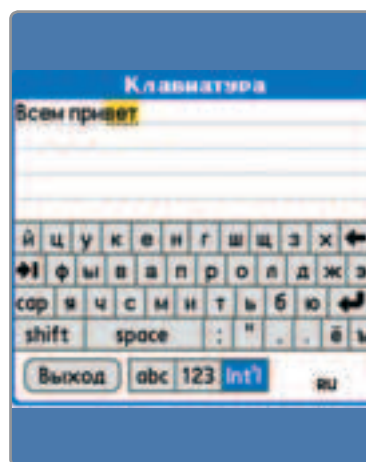 Клавиатура
Всем привет
й ц у к е н г ш щ з х
ф ы в а п р о л д ж э
cap я ч с м и т ь б ю
shift space : " . . ё ъ
Выход abc 123 Int'l RU